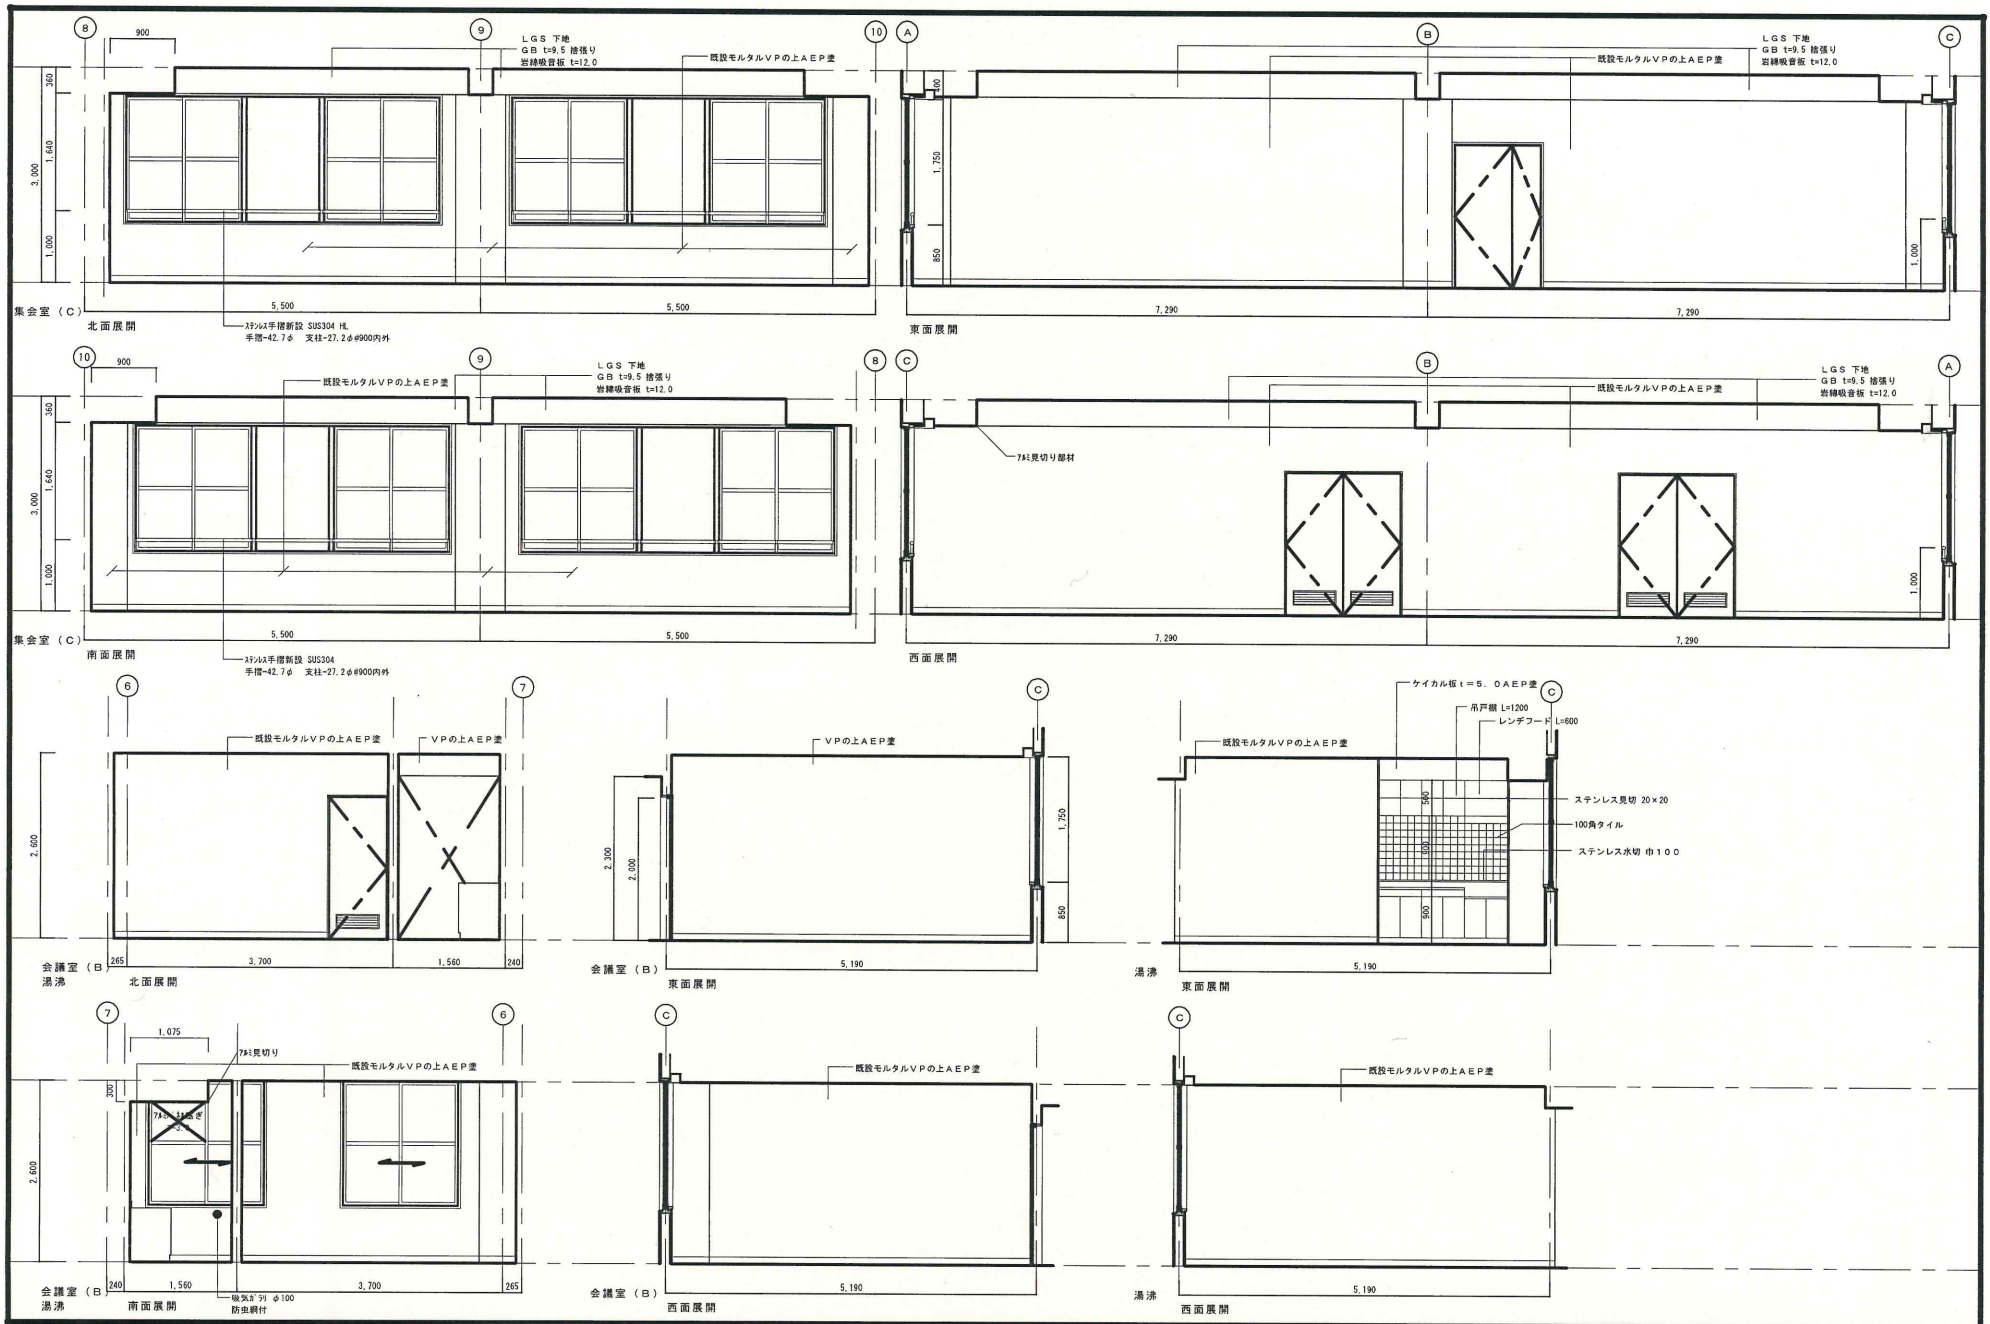 8
9
10
A
B
C
900
LGS 下地
GB t=9.5 捨張り
岩綿吸音板 t=12.0
既設モルタルVPの上AEP塗
既設モルタルVPの上AEP塗
LGS 下地
GB t=9.5 捨張り
岩綿吸音板 t=12.0
360
3,000
1,640
1,000
400
1,750
850
1,000
集会室 (C)
5,500
5,500
7,290
7,290
北面展開
東面展開
ステンレス手摺新設 SUS304 HL
手摺-42.7φ 支柱-27.2φ@900内外
10
9
8
C
B
A
900
既設モルタルVPの上AEP塗
LGS 下地
GB t=9.5 捨張り
岩綿吸音板 t=12.0
既設モルタルVPの上AEP塗
LGS 下地
GB t=9.5 捨張り
岩綿吸音板 t=12.0
360
3,000
1,640
1,000
アルミ見切り部材
1,000
集会室 (C)
5,500
5,500
7,290
7,290
南面展開
西面展開
ステンレス手摺新設 SUS304
手摺-42.7φ 支柱-27.2φ@900内外
6
7
C
C
既設モルタルVPの上AEP塗
VPの上AEP塗
VPの上AEP塗
既設モルタルVPの上AEP塗
ケイカル板t=5.0AEP塗
吊戸棚 L=1200
レンデフード L=600
2,600
2,300
2,000
1,750
850
500
900
900
ステンレス見切 20×20
100角タイル
ステンレス水切 巾100
会議室 (B)
湯沸
265
3,700
1,560
240
北面展開
会議室 (B)
5,190
東面展開
湯沸
5,190
東面展開
7
6
C
C
1,075
アルミ見切り
既設モルタルVPの上AEP塗
既設モルタルVPの上AEP塗
既設モルタルVPの上AEP塗
300
2,600
会議室 (B)
湯沸
240
1,560
3,700
265
南面展開
吸気ガラリ φ100
防虫網付
会議室 (B)
5,190
西面展開
湯沸
5,190
西面展開